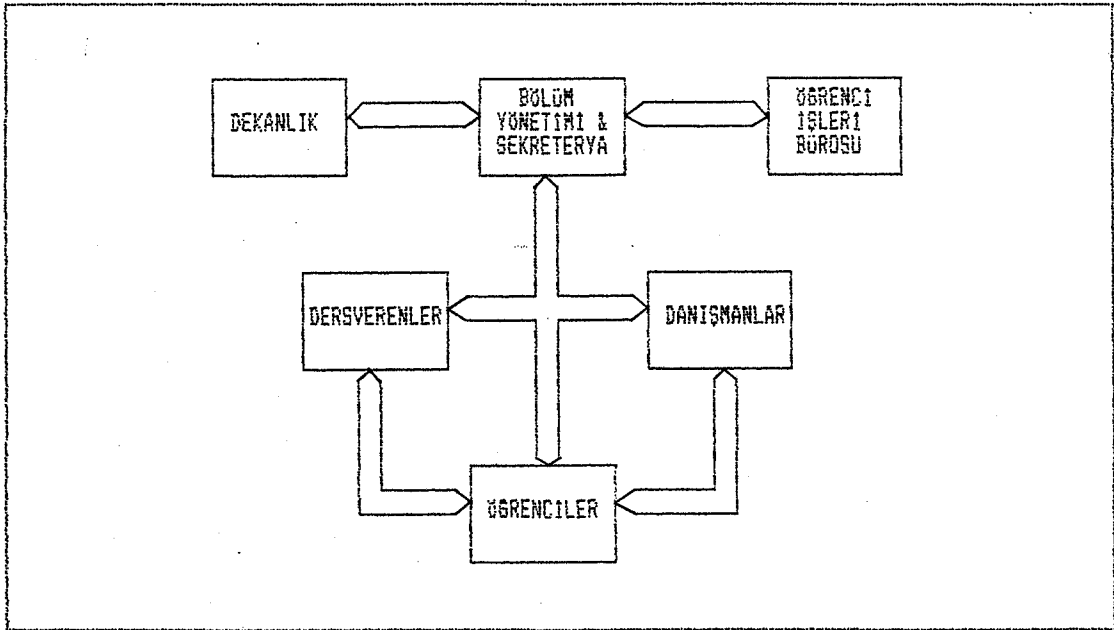 DEKANLIK
BÖLÜM
YÖNETİMİ &
SEKRETERYA
ÖĞRENCİ
İŞLERİ
BÜROSU
DERSVERENLER
DANIŞMANLAR
ÖĞRENCİLER